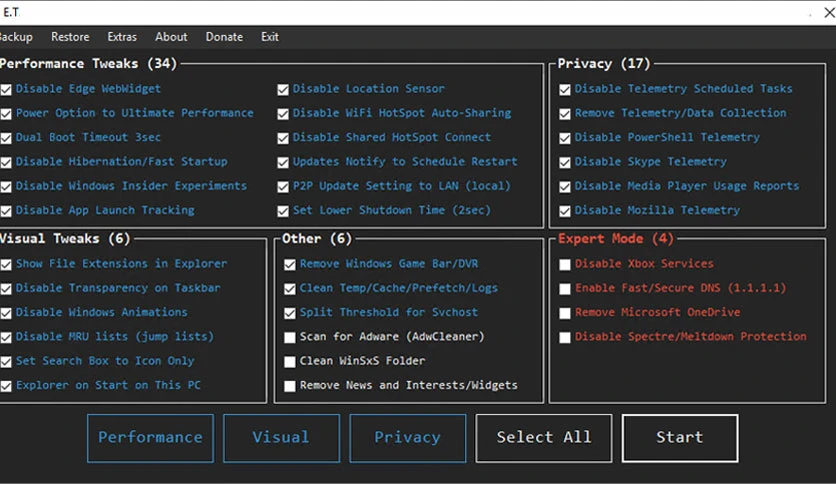 E.T.
Backup Restore Extras About Donate Exit
Performance Tweaks (34)
Disable Edge WebWidget
Power Option to Ultimate Performance
Dual Boot Timeout 3sec
Disable Hibernation/Fast Startup
Disable Windows Insider Experiments
Disable App Launch Tracking
Disable Location Sensor
Disable WiFi HotSpot Auto-Sharing
Disable Shared HotSpot Connect
Updates Notify to Schedule Restart
P2P Update Setting to LAN (local)
Set Lower Shutdown Time (2sec)
Privacy (17)
Disable Telemetry Scheduled Tasks
Remove Telemetry/Data Collection
Disable PowerShell Telemetry
Disable Skype Telemetry
Disable Media Player Usage Reports
Disable Mozilla Telemetry
Visual Tweaks (6)
Show File Extensions in Explorer
Disable Transparency on Taskbar
Disable Windows Animations
Disable MRU lists (jump lists)
Set Search Box to Icon Only
Explorer on Start on This PC
Other (6)
Remove Windows Game Bar/DVR
Clean Temp/Cache/Prefetch/Logs
Split Threshold for Svchost
Scan for Adware (AdwCleaner)
Clean WinSxS Folder
Remove News and Interests/Widgets
Expert Mode (4)
Disable Xbox Services
Enable Fast/Secure DNS (1.1.1.1)
Remove Microsoft OneDrive
Disable Spectre/Meltdown Protection
Performance Visual Privacy Select All Start